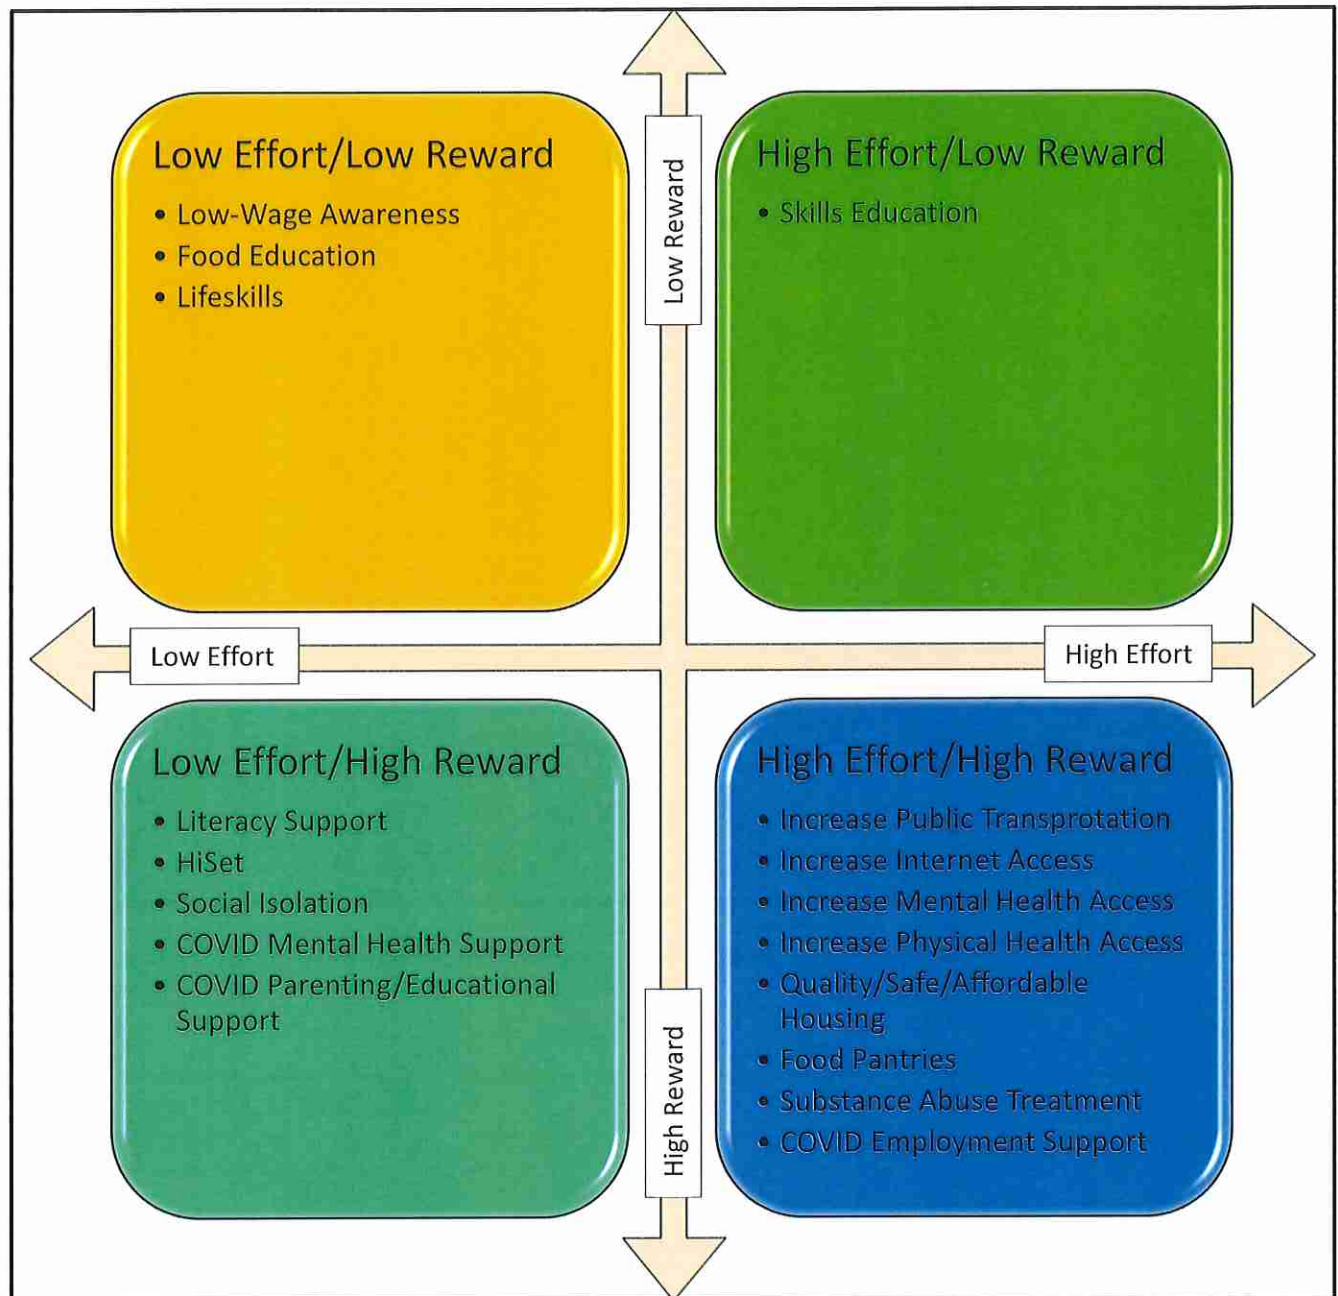 Low Effort/Low Reward
• Low-Wage Awareness
• Food Education
• Lifeskills
Low Reward
High Effort/Low Reward
• Skills Education
Low Effort
High Effort
Low Effort/High Reward
• Literacy Support
• HiSet
• Social Isolation
• COVID Mental Health Support
• COVID Parenting/Educational
Support
High Reward
High Effort/High Reward
• Increase Public Transprotation
• Increase Internet Access
• Increase Mental Health Access
• Increase Physical Health Access
• Quality/Safe/Affordable
Housing
• Food Pantries
• Substance Abuse Treatment
• COVID Employment Support